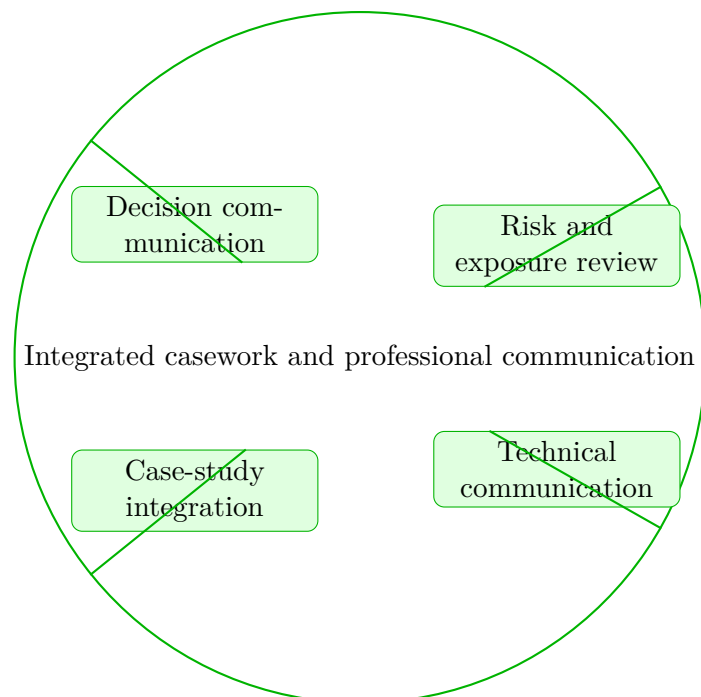 Decision com-
munication
Risk and
exposure review
Integrated casework and professional communication
Case-study
integration
Technical
communication